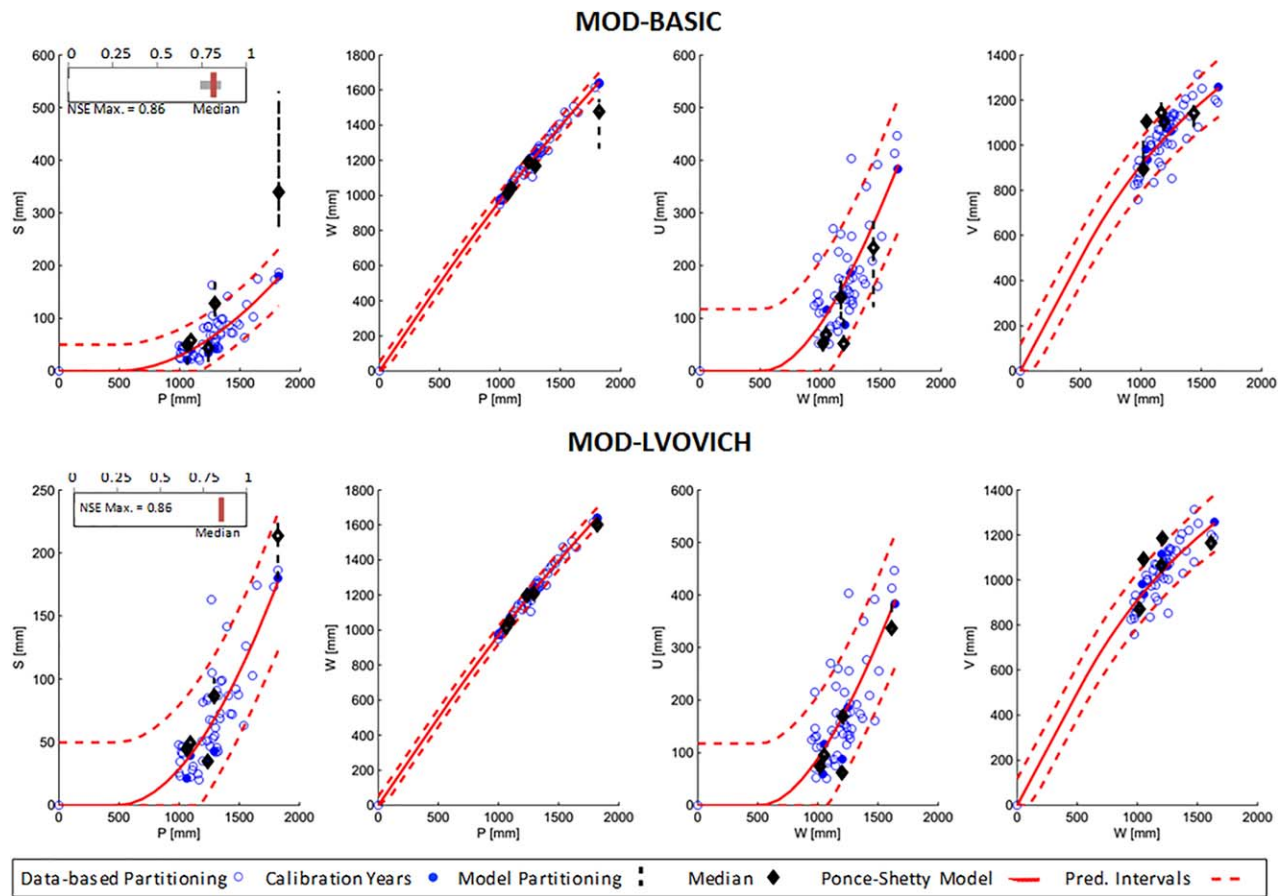 MOD-BASIC
0 0.25 0.5 0.75 1
NSE Max. = 0.86 Median
600
500
400
300
200
100
0
S [mm]
0 500 1000 1500 2000
P [mm]
1800
1600
1400
1200
1000
800
600
400
200
0
W [mm]
0 500 1000 1500 2000
P [mm]
600
500
400
300
200
100
0
U [mm]
0 500 1000 1500 2000
W [mm]
1400
1200
1000
800
600
400
200
0
V [mm]
0 500 1000 1500 2000
W [mm]
MOD-LVOVICH
0 0.25 0.5 0.75 1
NSE Max. = 0.86
Median
250
200
150
100
50
0
S [mm]
0 500 1000 1500 2000
P [mm]
1800
1600
1400
1200
1000
800
600
400
200
0
W [mm]
0 500 1000 1500 2000
P [mm]
600
500
400
300
200
100
0
U [mm]
0 500 1000 1500 2000
W [mm]
1400
1200
1000
800
600
400
200
0
V [mm]
0 500 1000 1500 2000
W [mm]
Data-based Partitioning Calibration Years Model Partitioning Median Ponce-Shetty Model Pred. Intervals